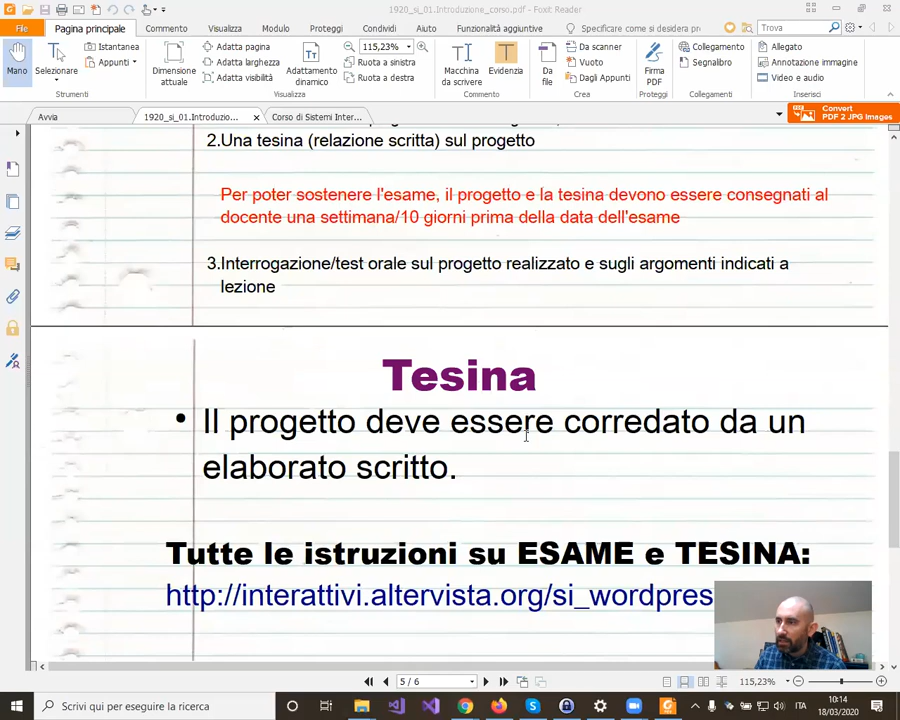 1920_si_01.Introduzione_corso.pdf - Foxit Reader
File
Pagina principale
Commento
Visualizza
Modulo
Proteggi
Condividi
Aiuto
Funzionalità aggiuntive
Specificare come si desidera pro
Trova
Mano
Selezionare
Istantanea
Appunti
Strumenti
Dimensione attuale
Adatta pagina
Adatta larghezza
Adatta visibilità
Adattamento dinamico
115,23%
Ruota a sinistra
Ruota a destra
Visualizza
Macchina da scrivere
Evidenzia
Commento
Da file
Da scanner
Vuoto
Dagli Appunti
Crea
Firma PDF
Proteggi
Collegamento
Segnalibro
Collegamenti
Allegato
Annotazione immagine
Video e audio
Inserisci
Avvia
1920_si_01.Introduzio...
Corso di Sistemi Inter...
Convert
PDF 2 JPG Images
2.Una tesina (relazione scritta) sul progetto
Per poter sostenere l'esame, il progetto e la tesina devono essere consegnati al
docente una settimana/10 giorni prima della data dell'esame
3.Interrogazione/test orale sul progetto realizzato e sugli argomenti indicati a
lezione
Tesina
• Il progetto deve essere corredato da un
elaborato scritto.
Tutte le istruzioni su ESAME e TESINA:
http://interattivi.altervista.org/si_wordpres
5 / 6
115,23%
Scrivi qui per eseguire la ricerca
ITA
10:14
18/03/2020